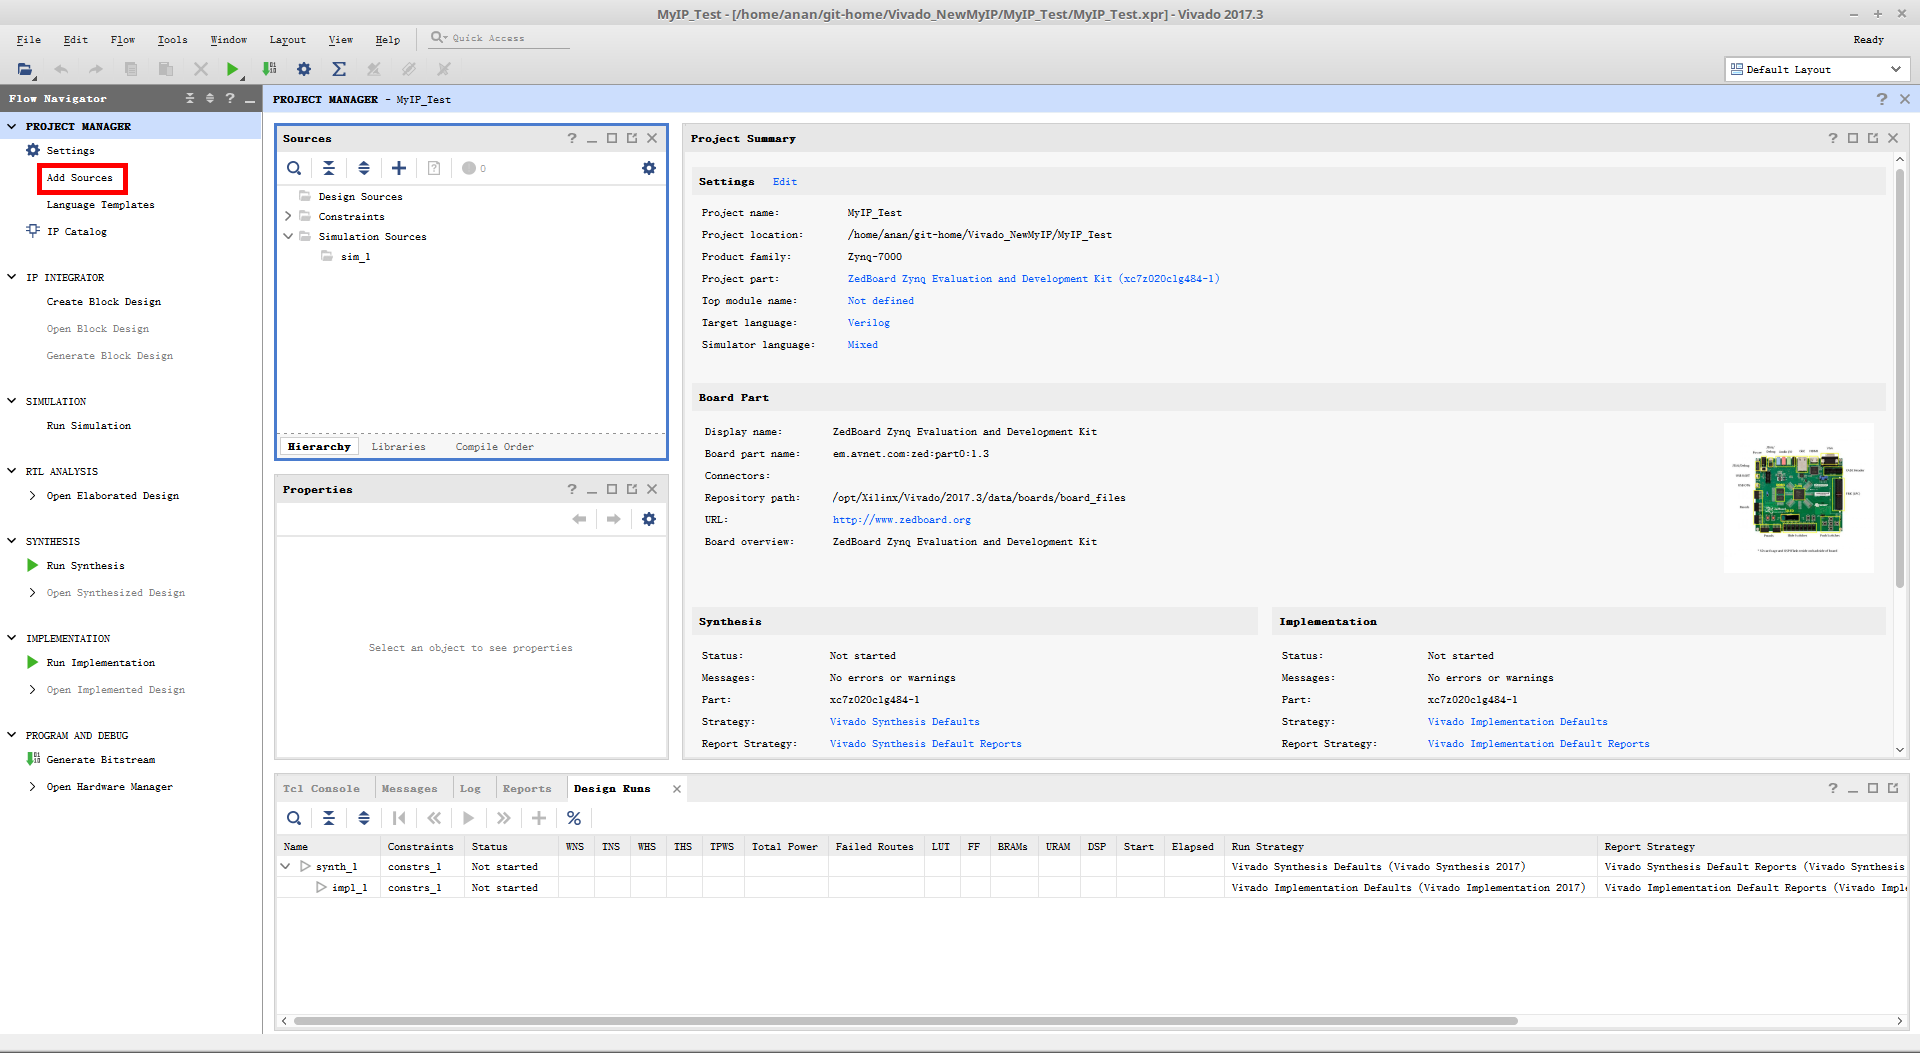 MyIP_Test - [/home/anan/git-home/Vivado_NewMyIP/MyIP_Test/MyIP_Test.xpr] - Vivado 2017.3
File Edit Flow Tools Window Layout View Help Quick Access Ready
Default Layout
Flow Navigator
PROJECT MANAGER
Settings
Add Sources
Language Templates
IP Catalog
IP INTEGRATOR
Create Block Design
Open Block Design
Generate Block Design
SIMULATION
Run Simulation
RTL ANALYSIS
Open Elaborated Design
SYNTHESIS
Run Synthesis
Open Synthesized Design
IMPLEMENTATION
Run Implementation
Open Implemented Design
PROGRAM AND DEBUG
Generate Bitstream
Open Hardware Manager
PROJECT MANAGER - MyIP_Test
Sources
0
Design Sources
Constraints
Simulation Sources
sim_1
Hierarchy Libraries Compile Order
Properties
Select an object to see properties
Project Summary
Settings Edit
Project name: MyIP_Test
Project location: /home/anan/git-home/Vivado_NewMyIP/MyIP_Test
Product family: Zynq-7000
Project part: ZedBoard Zynq Evaluation and Development Kit (xc7z020clg484-1)
Top module name: Not defined
Target language: Verilog
Simulator language: Mixed
Board Part
Display name: ZedBoard Zynq Evaluation and Development Kit
Board part name: em.avnet.com:zed:part0:1.3
Connectors:
Repository path: /opt/Xilinx/Vivado/2017.3/data/boards/board_files
URL: http://www.zedboard.org
Board overview: ZedBoard Zynq Evaluation and Development Kit
Synthesis
Status: Not started
Messages: No errors or warnings
Part: xc7z020clg484-1
Strategy: Vivado Synthesis Defaults
Report Strategy: Vivado Synthesis Default Reports
Implementation
Status: Not started
Messages: No errors or warnings
Part: xc7z020clg484-1
Strategy: Vivado Implementation Defaults
Report Strategy: Vivado Implementation Default Reports
Tcl Console Messages Log Reports Design Runs
Name Constraints Status WNS TNS WHS THS TPWS Total Power Failed Routes LUT FF BRAMs URAM DSP Start Elapsed Run Strategy Report Strategy
synth_1 constrs_1 Not started Vivado Synthesis Defaults (Vivado Synthesis 2017) Vivado Synthesis Default Reports (Vivado Synthesis
impl_1 constrs_1 Not started Vivado Implementation Defaults (Vivado Implementation 2017) Vivado Implementation Default Reports (Vivado Imple